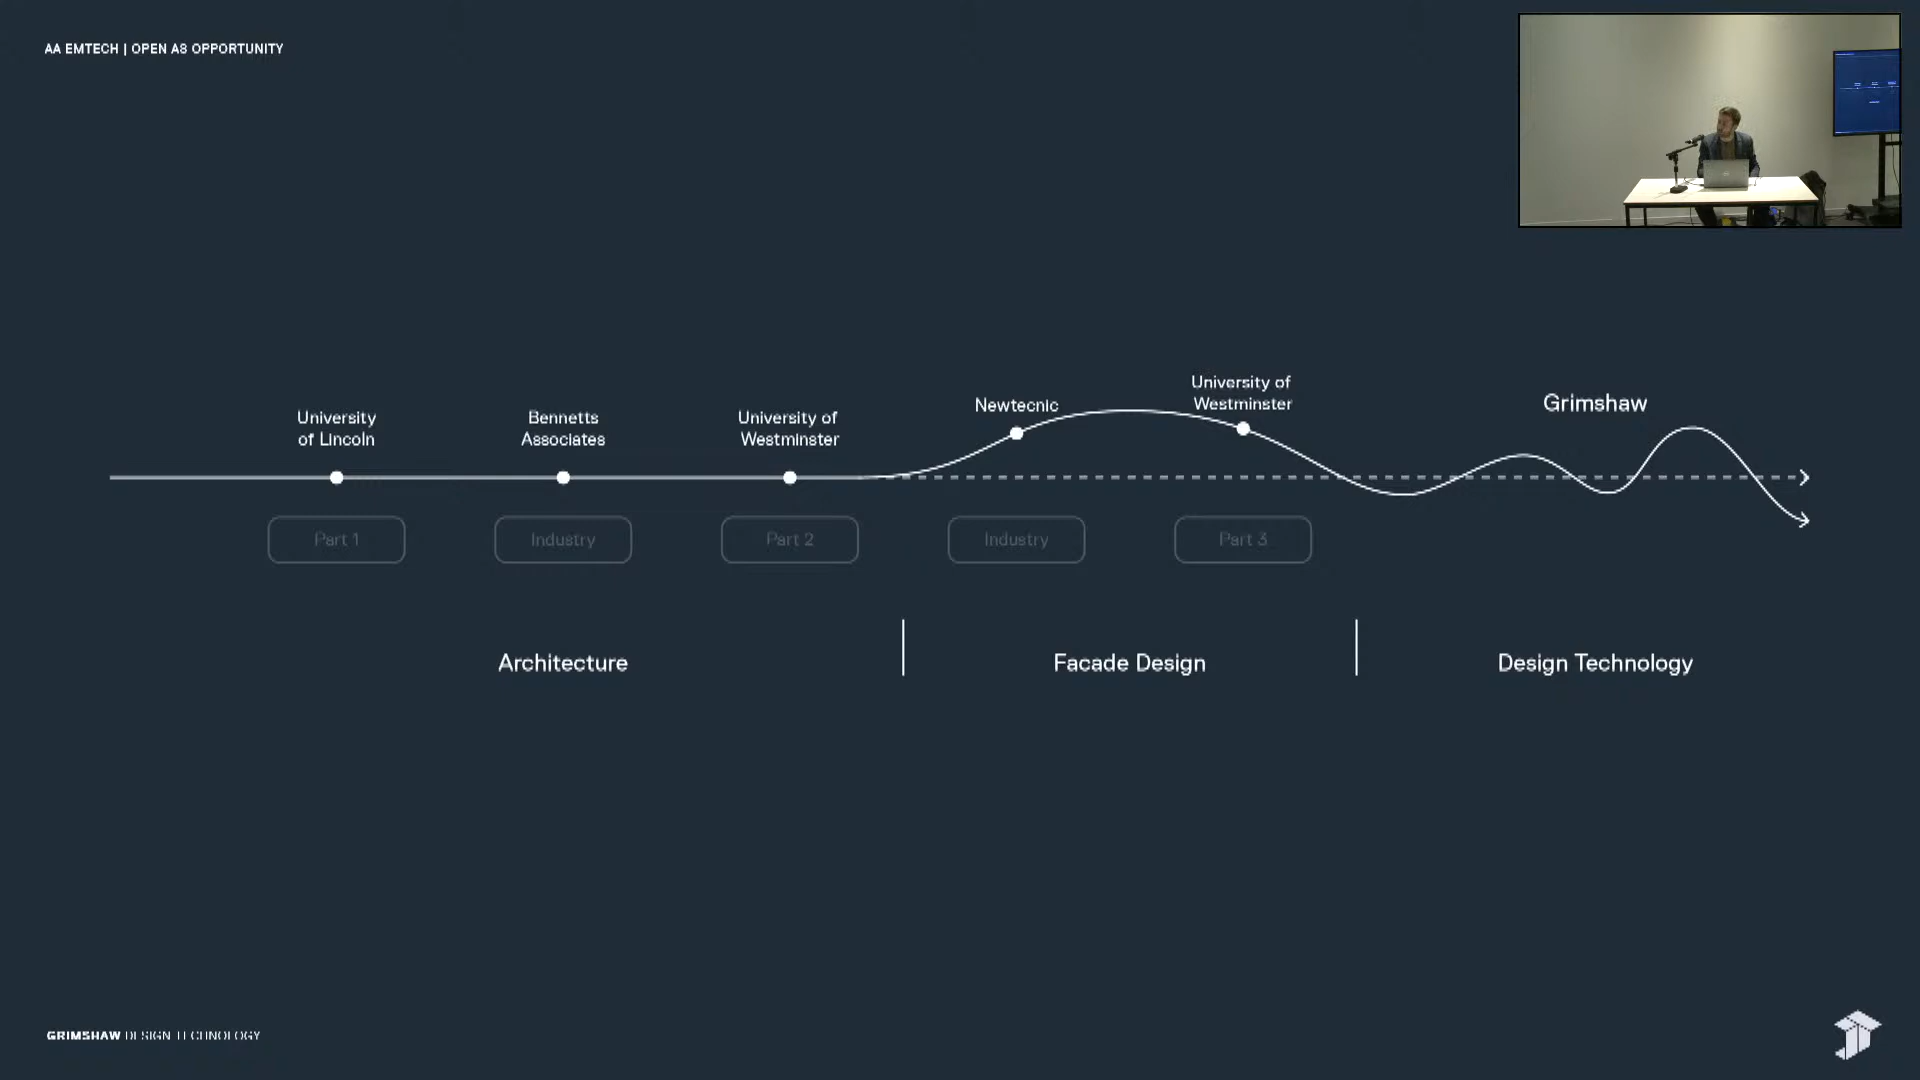 AA EMTECH | OPEN AS OPPORTUNITY
University
of Lincoln
Bennetts
Associates
University of
Westminster
Newtecnic
University of
Westminster
Grimshaw
Part 1
Industry
Part 2
Industry
Part 3
Architecture
Facade Design
Design Technology
GRIMSHAW DESIGN TECHNOLOGY